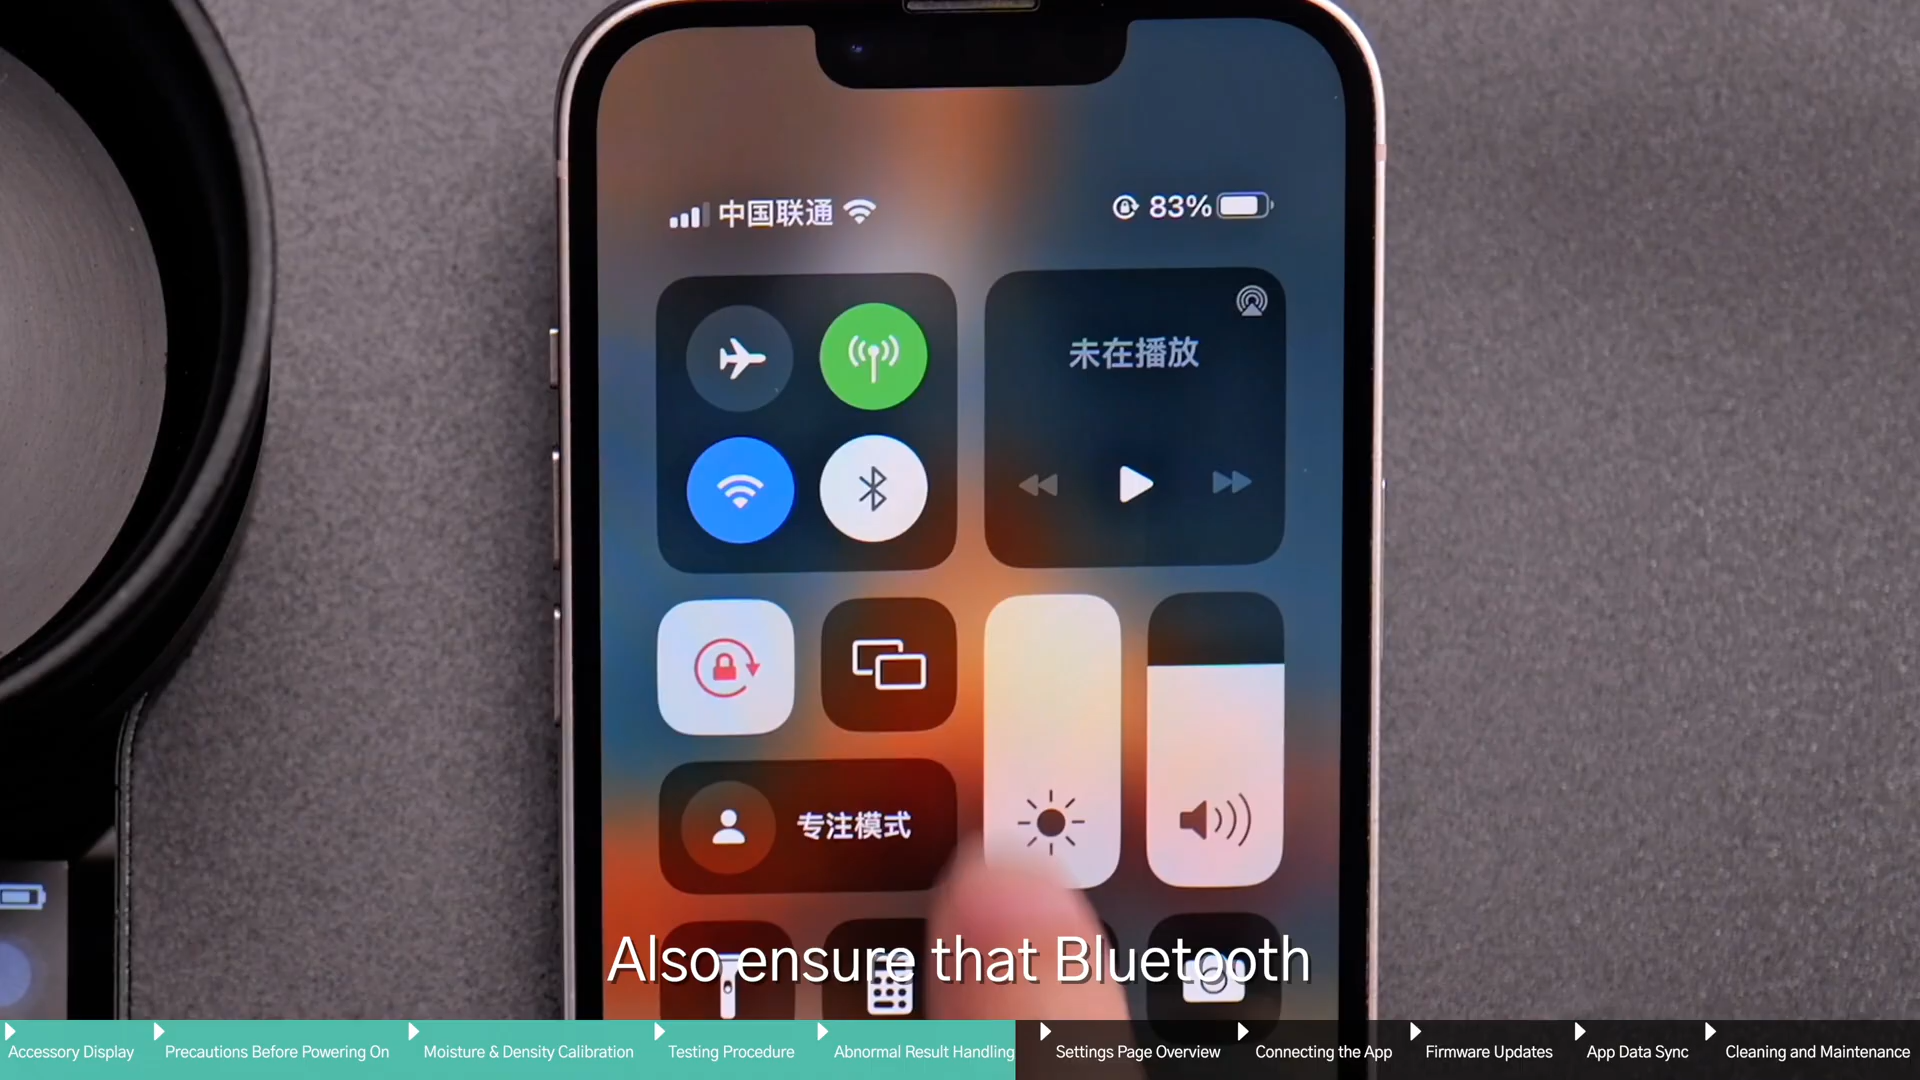 中国联通
83%
未在播放
专注模式
Also ensure that Bluetooth
Accessory Display
Precautions Before Powering On
Moisture & Density Calibration
Testing Procedure
Abnormal Result Handling
Settings Page Overview
Connecting the App
Firmware Updates
App Data Sync
Cleaning and Maintenance